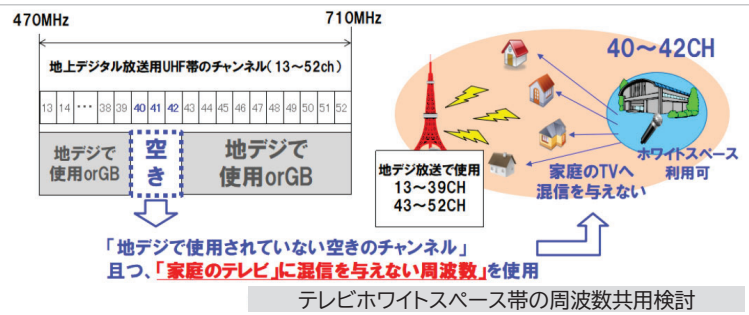 470MHz
710MHz
地上デジタル放送用UHF帯のチャンネル(13~52ch)
13 14 ・・・ 38 39 40 41 42 43 44 45 46 47 48 49 50 51 52
地デジで
使用orGB
空
き
地デジで
使用orGB
40~42CH
地デジ放送で使用
13~39CH
43~52CH
家庭のTVへ
混信を与えない
ホワイトスペース
利用可
「地デジで使用されていない空きのチャンネル」
且つ、「家庭のテレビ」に混信を与えない周波数」を使用
テレビホワイトスペース帯の周波数共用検討